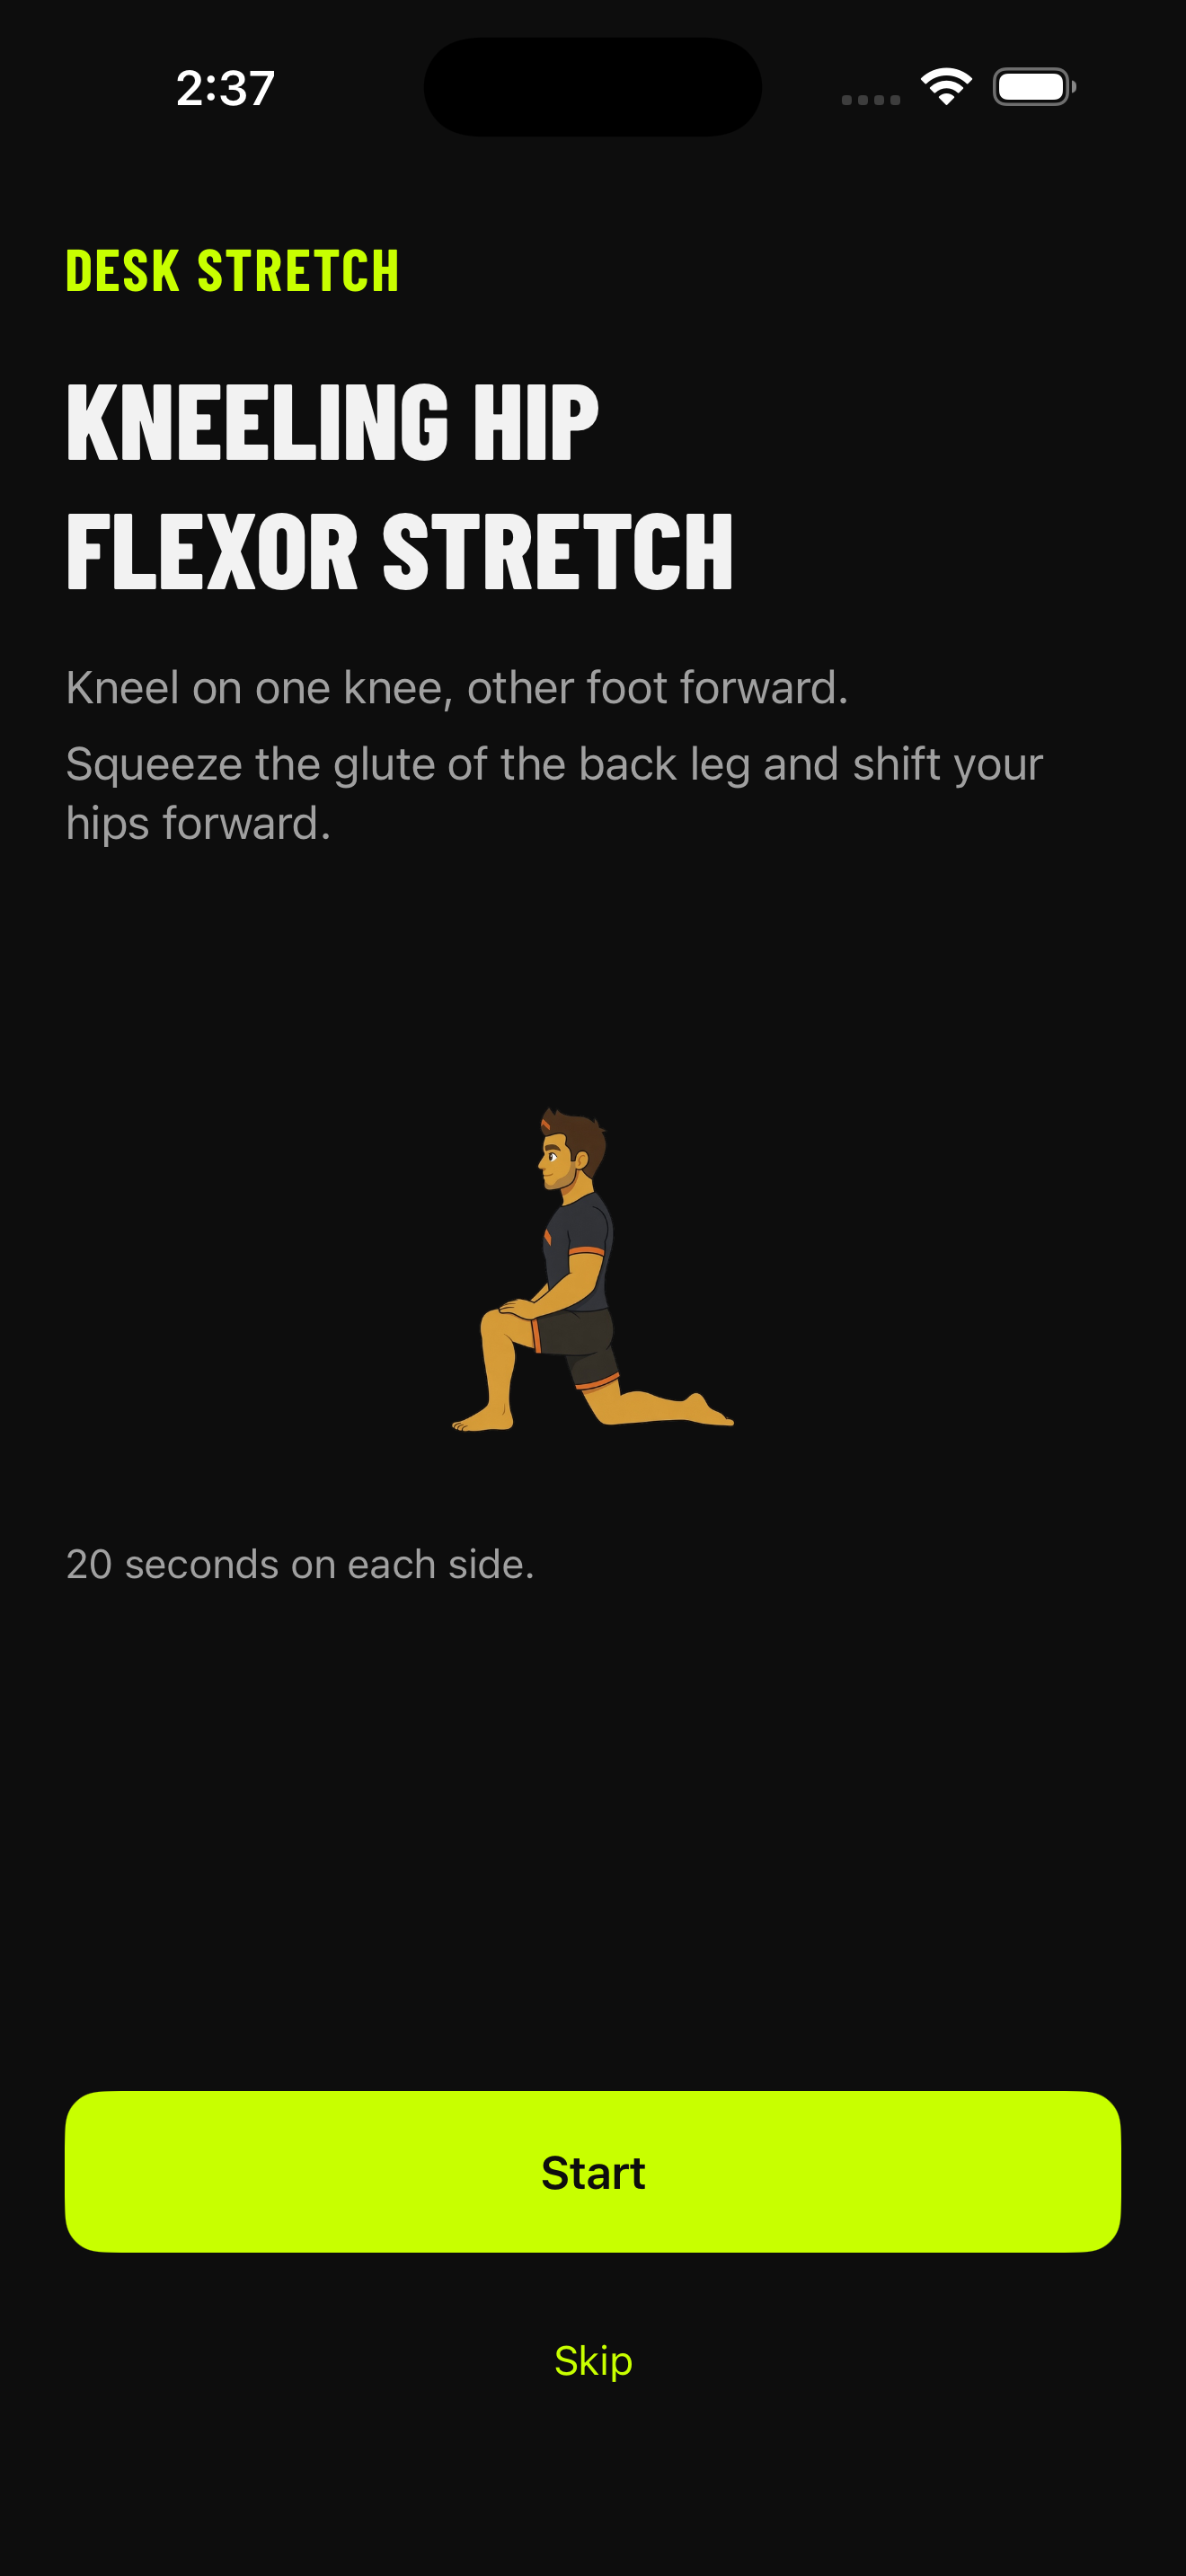 2:37
DESK STRETCH
KNEELING HIP
FLEXOR STRETCH
Kneel on one knee, other foot forward.
Squeeze the glute of the back leg and shift your
hips forward.
20 seconds on each side.
Start
Skip